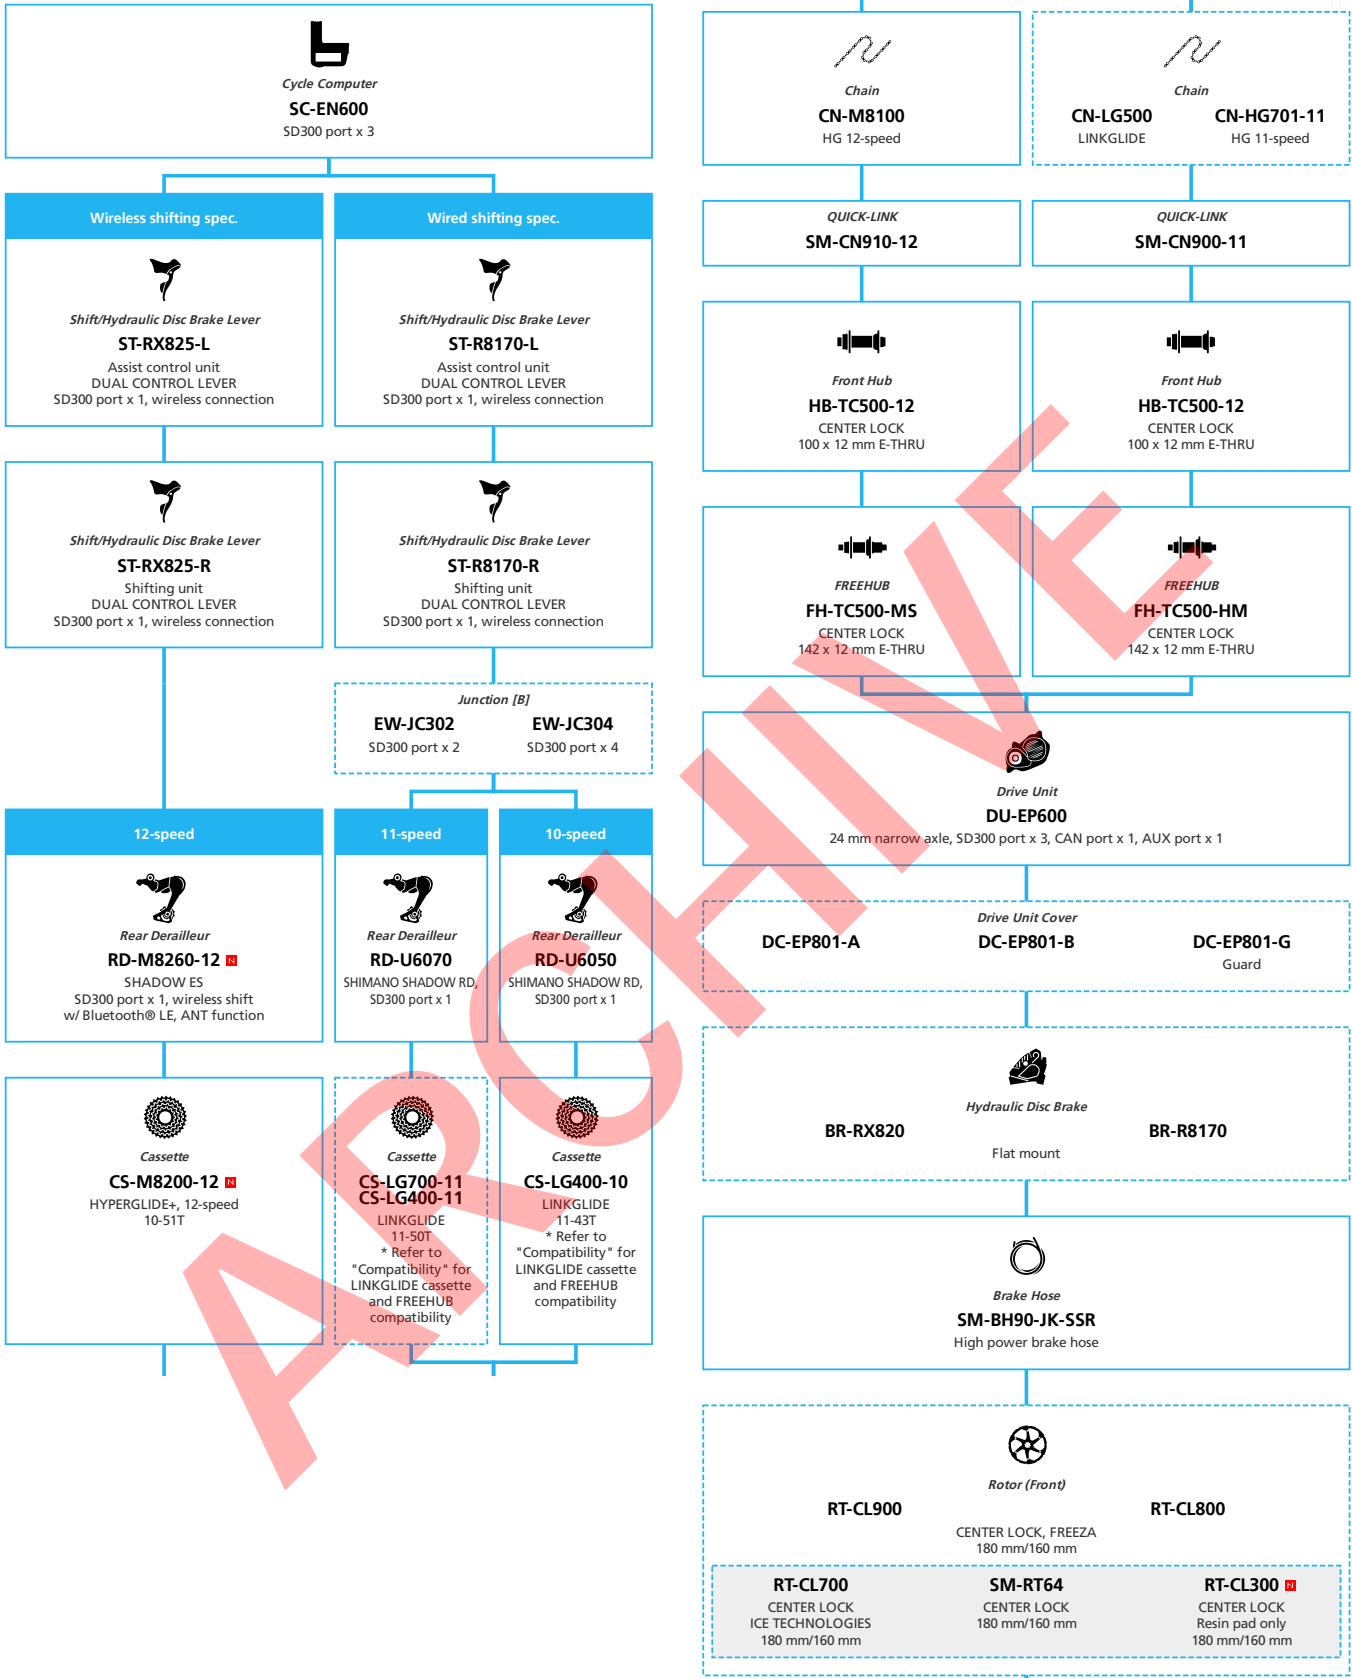 Cycle Computer
SC-EN600
SD300 port x 3
Wireless shifting spec.
Wired shifting spec.
Shift/Hydraulic Disc Brake Lever
ST-RX825-L
Assist control unit
DUAL CONTROL LEVER
SD300 port x 1, wireless connection
Shift/Hydraulic Disc Brake Lever
ST-R8170-L
Assist control unit
DUAL CONTROL LEVER
SD300 port x 1, wireless connection
Shift/Hydraulic Disc Brake Lever
ST-RX825-R
Shifting unit
DUAL CONTROL LEVER
SD300 port x 1, wireless connection
Shift/Hydraulic Disc Brake Lever
ST-R8170-R
Shifting unit
DUAL CONTROL LEVER
SD300 port x 1, wireless connection
Junction [B]
EW-JC302
SD300 port x 2
EW-JC304
SD300 port x 4
12-speed
11-speed
10-speed
Rear Derailleur
RD-M8260-12 N
SHADOW ES
SD300 port x 1, wireless shift
w/ Bluetooth® LE, ANT function
Rear Derailleur
RD-U6070
SHIMANO SHADOW RD,
SD300 port x 1
Rear Derailleur
RD-U6050
SHIMANO SHADOW RD,
SD300 port x 1
Cassette
CS-M8200-12 N
HYPERGLIDE+, 12-speed
10-51T
Cassette
CS-LG700-11
CS-LG400-11
LINKGLIDE
11-50T
* Refer to
"Compatibility" for
LINKGLIDE cassette
and FREEHUB
compatibility
Cassette
CS-LG400-10
LINKGLIDE
11-43T
* Refer to
"Compatibility" for
LINKGLIDE cassette
and FREEHUB
compatibility
Chain
CN-M8100
HG 12-speed
Chain
CN-LG500
LINKGLIDE
CN-HG701-11
HG 11-speed
QUICK-LINK
SM-CN910-12
QUICK-LINK
SM-CN900-11
Front Hub
HB-TC500-12
CENTER LOCK
100 x 12 mm E-THRU
Front Hub
HB-TC500-12
CENTER LOCK
100 x 12 mm E-THRU
FREEHUB
FH-TC500-MS
CENTER LOCK
142 x 12 mm E-THRU
FREEHUB
FH-TC500-HM
CENTER LOCK
142 x 12 mm E-THRU
Drive Unit
DU-EP600
24 mm narrow axle, SD300 port x 3, CAN port x 1, AUX port x 1
Drive Unit Cover
DC-EP801-A
DC-EP801-B
DC-EP801-G
Guard
Hydraulic Disc Brake
BR-RX820
BR-R8170
Flat mount
Brake Hose
SM-BH90-JK-SSR
High power brake hose
Rotor (Front)
RT-CL900
RT-CL800
CENTER LOCK, FREEZA
180 mm/160 mm
RT-CL700
CENTER LOCK
ICE TECHNOLOGIES
180 mm/160 mm
SM-RT64
CENTER LOCK
180 mm/160 mm
RT-CL300 N
CENTER LOCK
Resin pad only
180 mm/160 mm
ARCHIVE